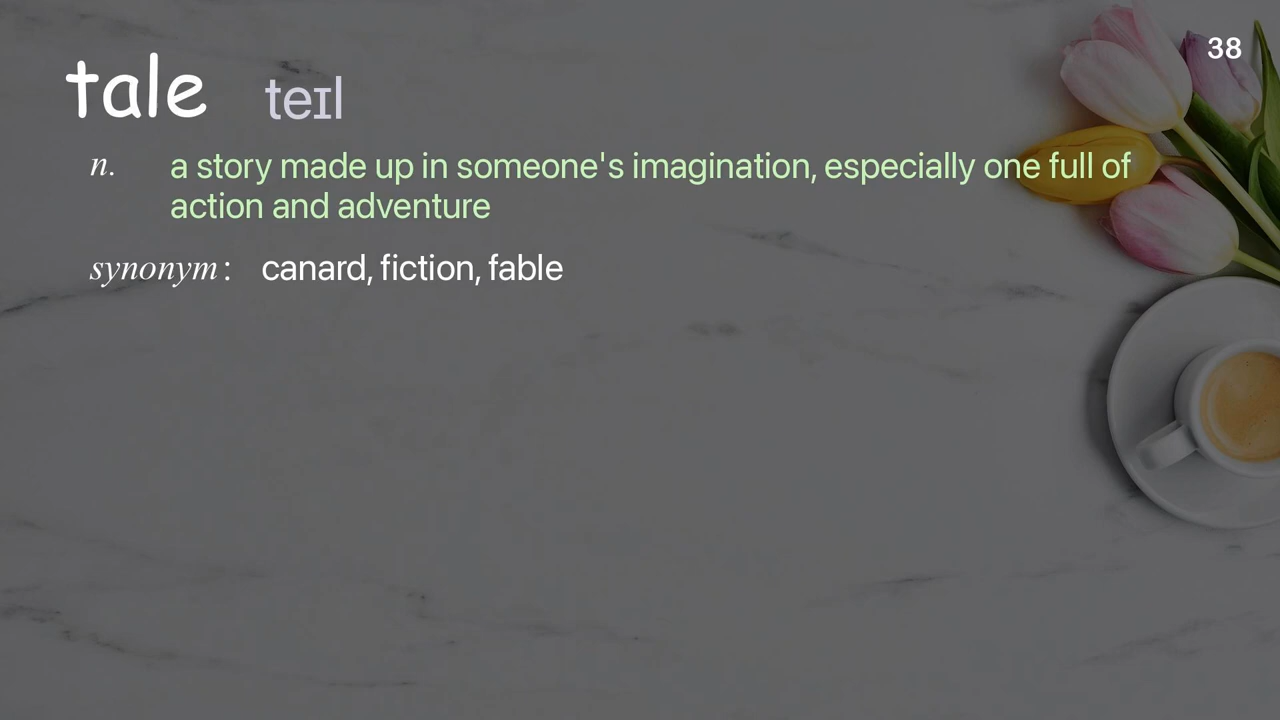 38
tale teɪl
n. a story made up in someone's imagination, especially one full of
action and adventure
synonym: canard, fiction, fable